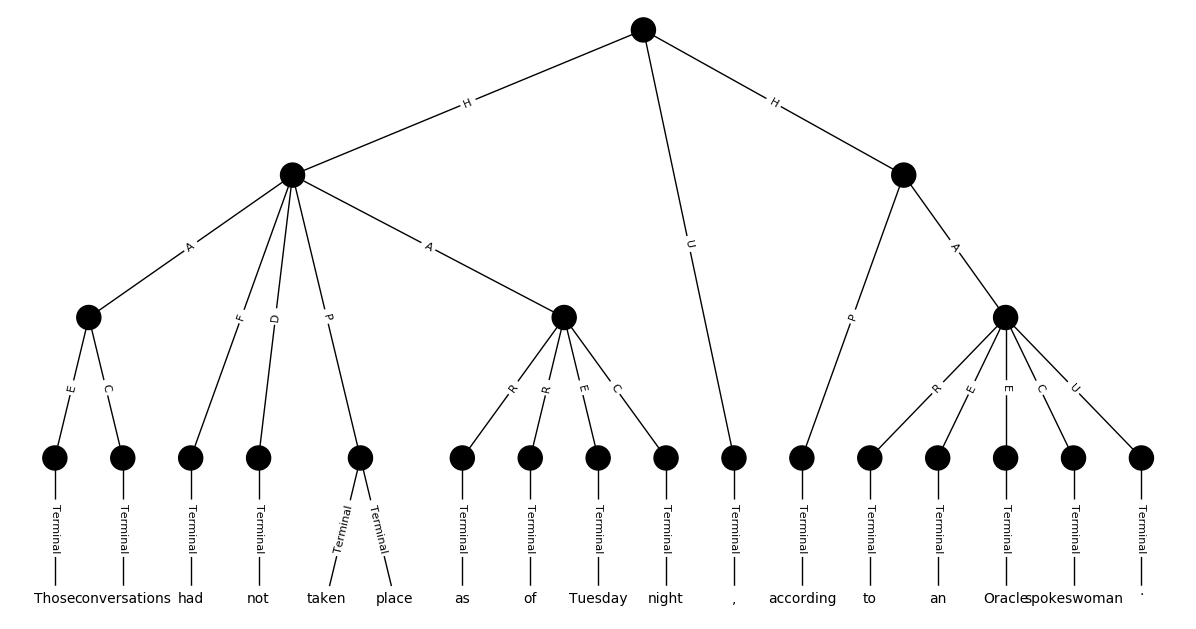 H H
U
A A A
F D P P
E C R R E C R E E C U
Terminal Terminal Terminal Terminal Terminal Terminal Terminal Terminal Terminal Terminal Terminal Terminal Terminal Terminal Terminal Terminal Terminal
Those conversations had not taken place as of Tuesday night , according to an Oracle spokeswoman .